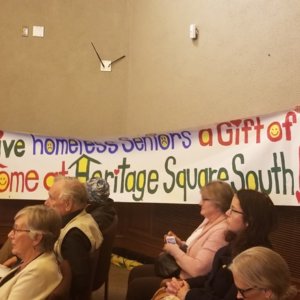 ive homeless Seniors a Gift of
ome at Heritage Square South!